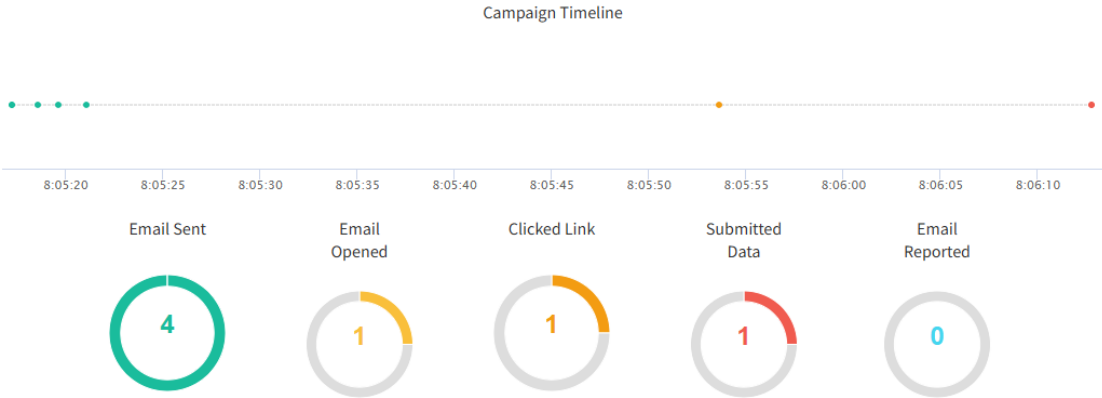 Campaign Timeline
8:05:20 8:05:25 8:05:30 8:05:35 8:05:40 8:05:45 8:05:50 8:05:55 8:06:00 8:06:05 8:06:10
Email Sent
Email
Opened
Clicked Link
Submitted
Data
Email
Reported
4
1
1
1
0